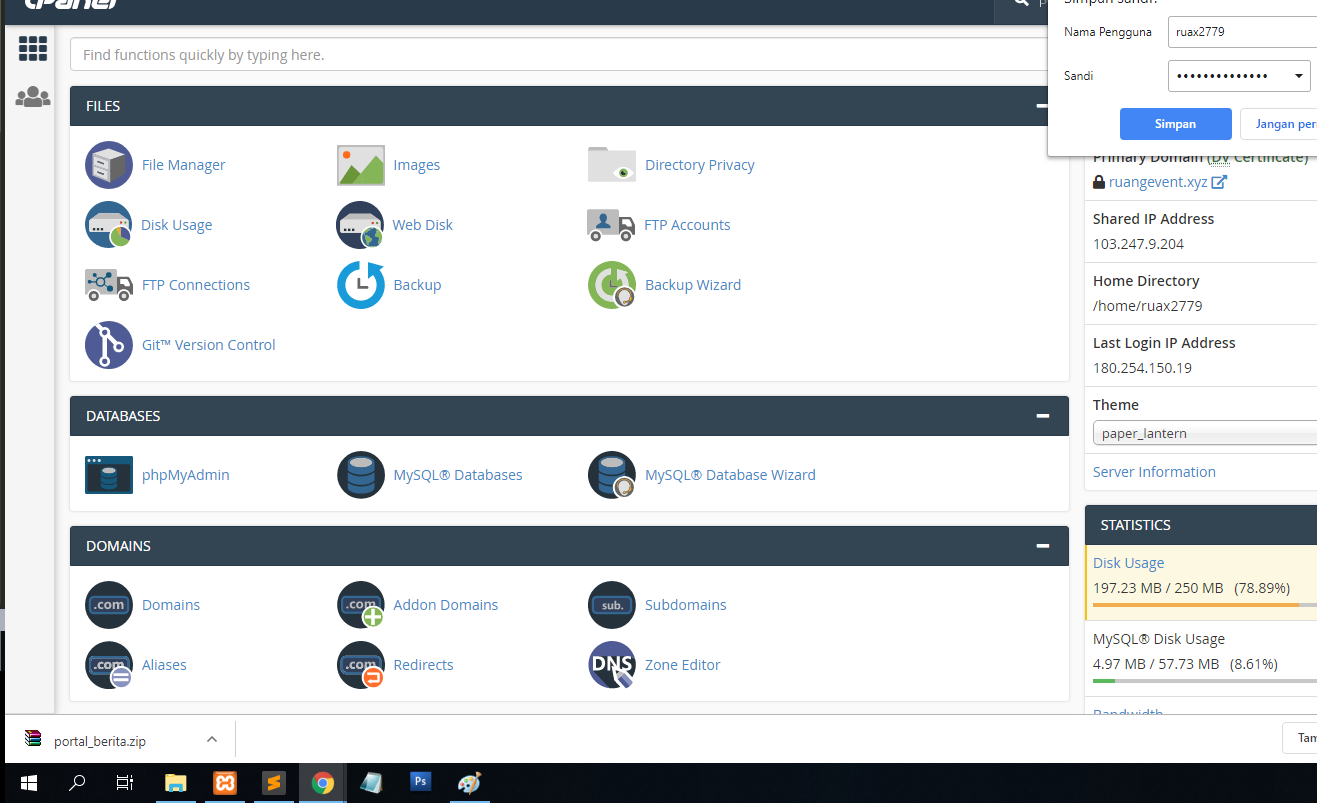 cPanel
Simpan sandi?
Nama Pengguna
ruax2779
Sandi
••••••••••••••
Simpan
Jangan per
Find functions quickly by typing here.
FILES
File Manager
Images
Directory Privacy
Disk Usage
Web Disk
FTP Accounts
FTP Connections
Backup
Backup Wizard
Git™ Version Control
DATABASES
phpMyAdmin
MySQL® Databases
MySQL® Database Wizard
DOMAINS
.com
Domains
.com
Addon Domains
sub.
Subdomains
.com
Aliases
.com
Redirects
DNS
Zone Editor
Primary Domain (DV Certificate)
ruangevent.xyz
Shared IP Address
103.247.9.204
Home Directory
/home/ruax2779
Last Login IP Address
180.254.150.19
Theme
paper_lantern
Server Information
STATISTICS
Disk Usage
197.23 MB / 250 MB (78.89%)
MySQL® Disk Usage
4.97 MB / 57.73 MB (8.61%)
Bandwidth
portal_berita.zip
Tam
Ps